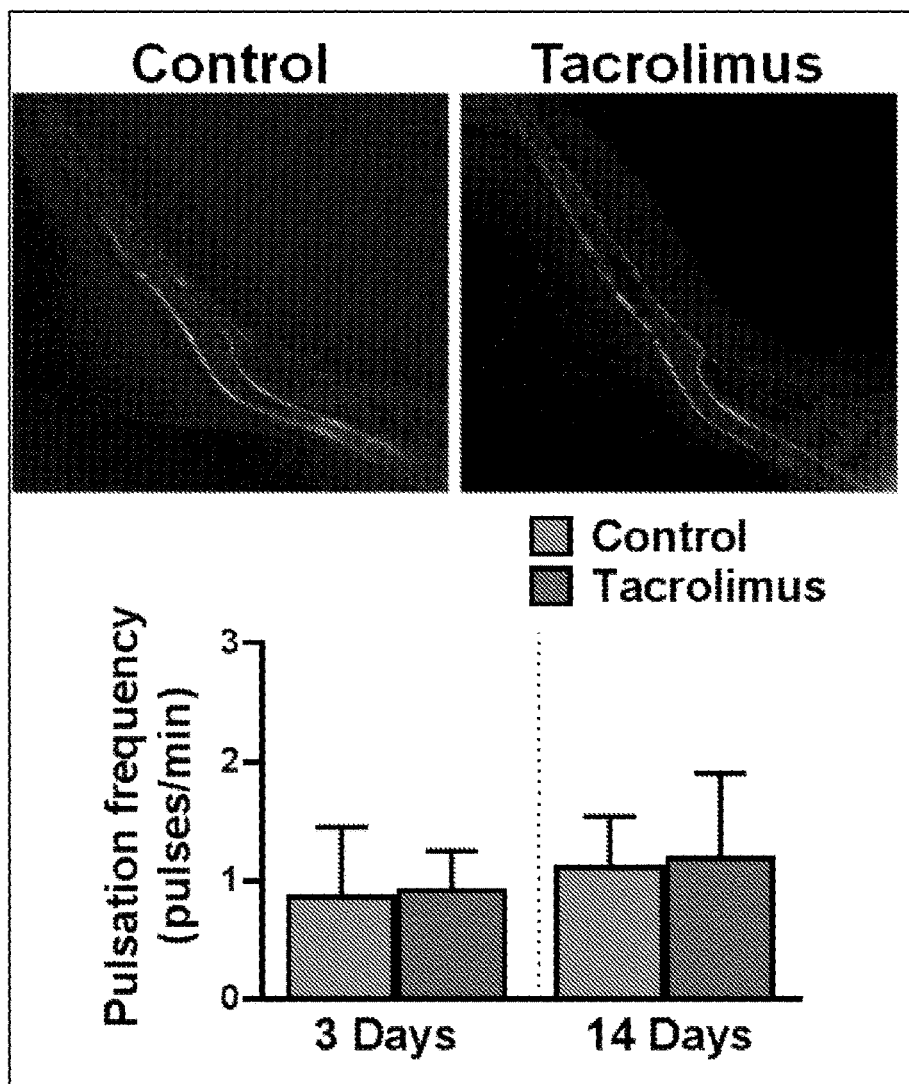 Control
Tacrolimus
Control
Tacrolimus
Pulsation frequency
(pulses/min)
3
2
1
0
3 Days
14 Days